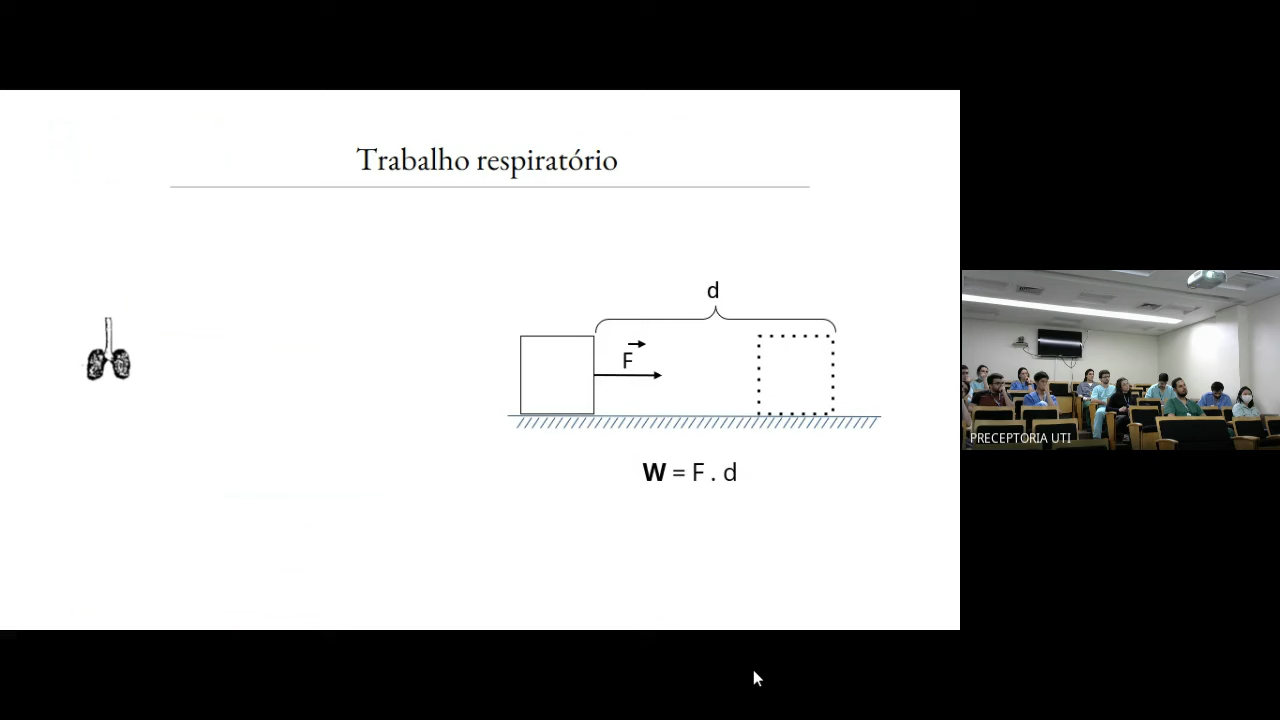 Trabalho respiratório
d
F
W = F . d
PRECEPTORIA UTI